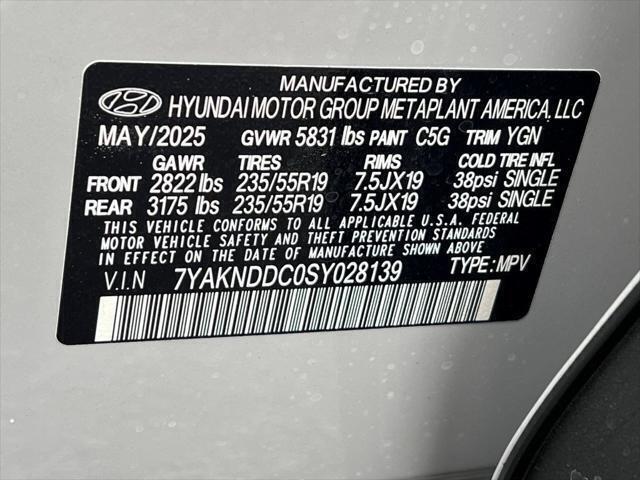 MANUFACTURED BY
HYUNDAI MOTOR GROUP METAPLANT AMERICA, LLC
MAY/2025 GVWR 5831 lbs PAINT C5G TRIM YGN
GAWR TIRES RIMS COLD TIRE INFL
FRONT 2822 lbs 235/55R19 7.5JX19 38psi SINGLE
REAR 3175 lbs 235/55R19 7.5JX19 38psi SINGLE
THIS VEHICLE CONFORMS TO ALL APPLICABLE U.S.A. FEDERAL
MOTOR VEHICLE SAFETY AND THEFT PREVENTION STANDARDS
IN EFFECT ON THE DATE OF MANUFACTURE SHOWN ABOVE.
V.I.N 7YAKNDDC0SY028139 TYPE: MPV